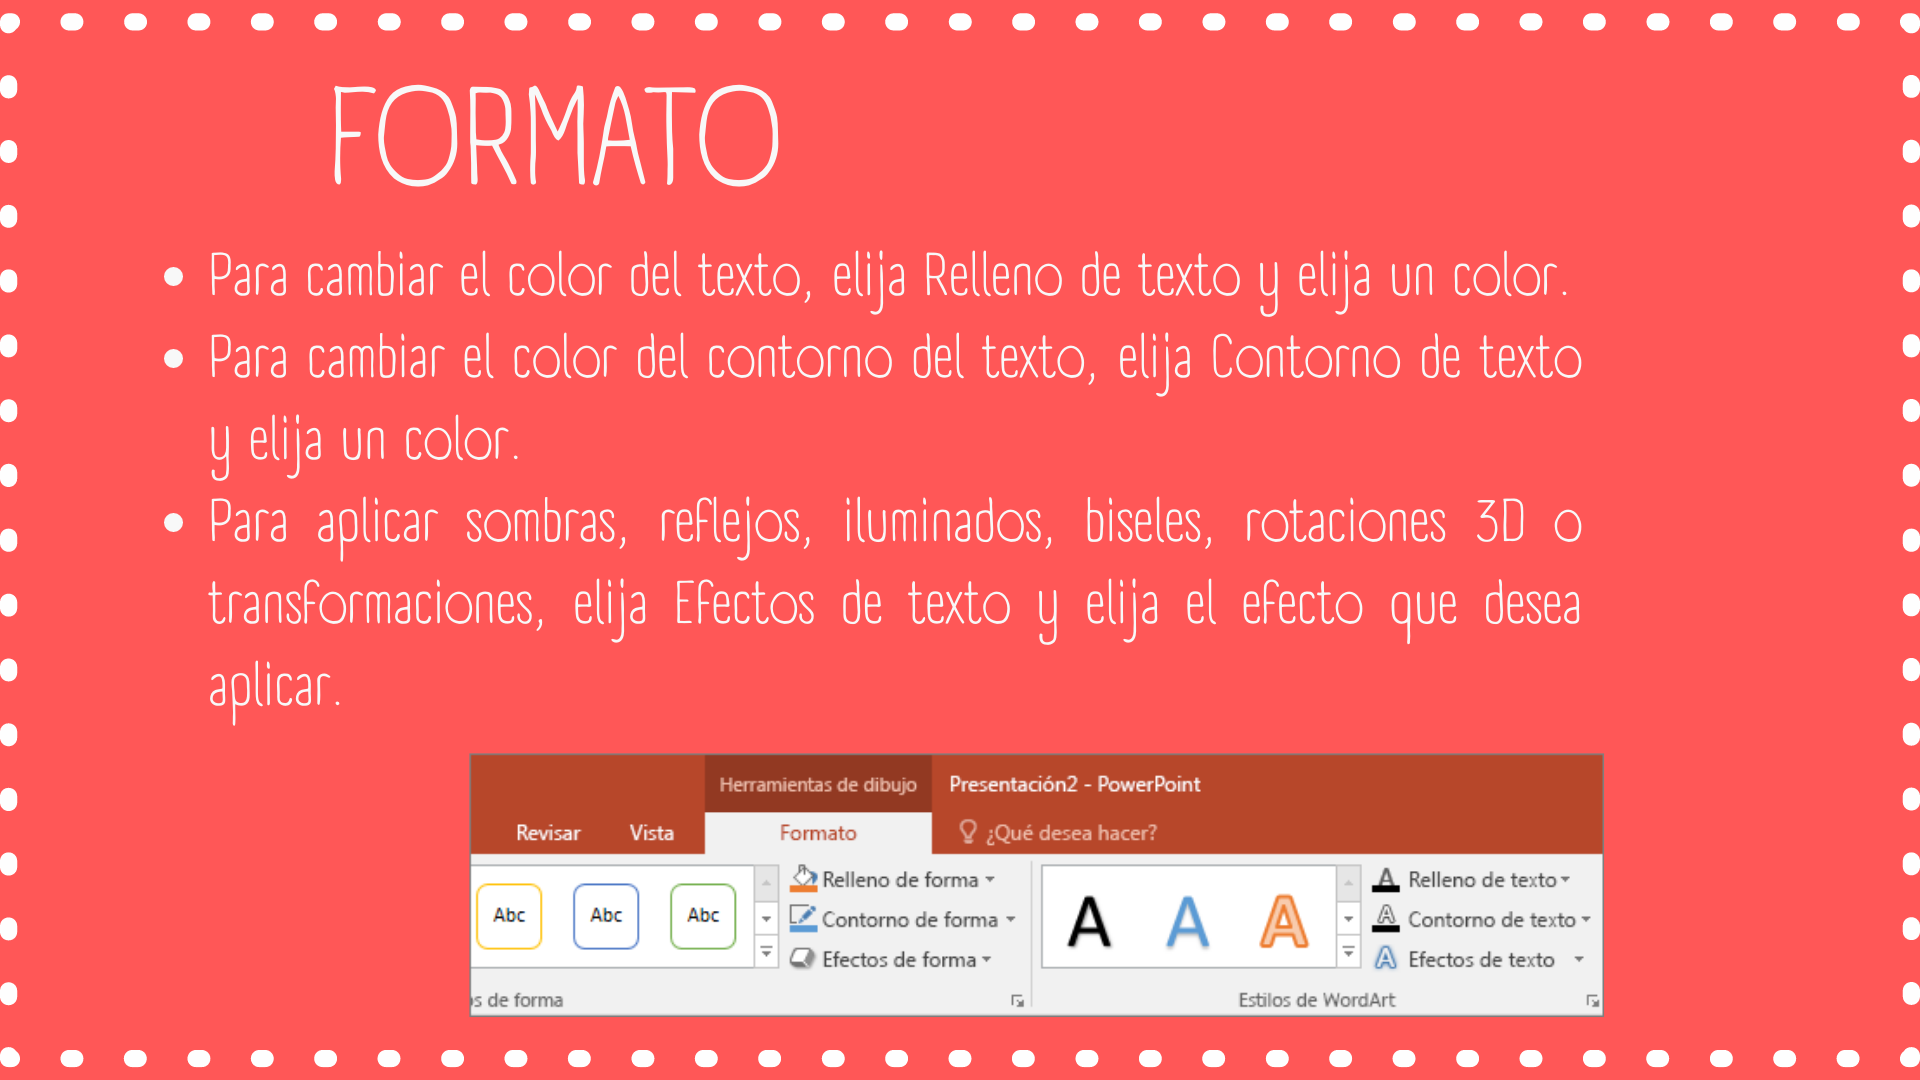 FORMATO
• Para cambiar el color del texto, elija Relleno de texto y elija un color.
• Para cambiar el color del contorno del texto, elija Contorno de texto
y elija un color.
• Para aplicar sombras, reflejos, iluminados, biseles, rotaciones 3D o
transformaciones, elija Efectos de texto y elija el efecto que desea
aplicar.
Herramientas de dibujo Presentación2 - PowerPoint
Revisar Vista Formato ¿Qué desea hacer?
Abc Abc Abc
Relleno de forma
Contorno de forma
Efectos de forma
de forma
A A A
Relleno de texto
Contorno de texto
Efectos de texto
Estilos de WordArt